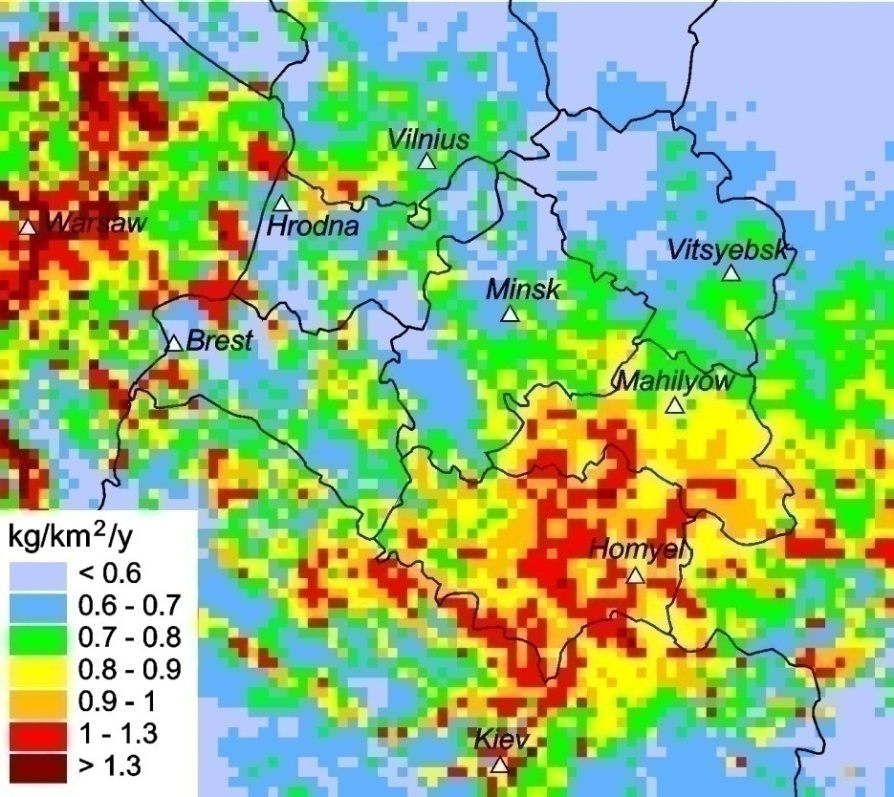 Vilnius
Warsaw
Hrodna
Vitsyebsk
Minsk
Brest
Mahilyow
Homyel
Kiev
kg/km²/y
< 0.6
0.6 - 0.7
0.7 - 0.8
0.8 - 0.9
0.9 - 1
1 - 1.3
> 1.3